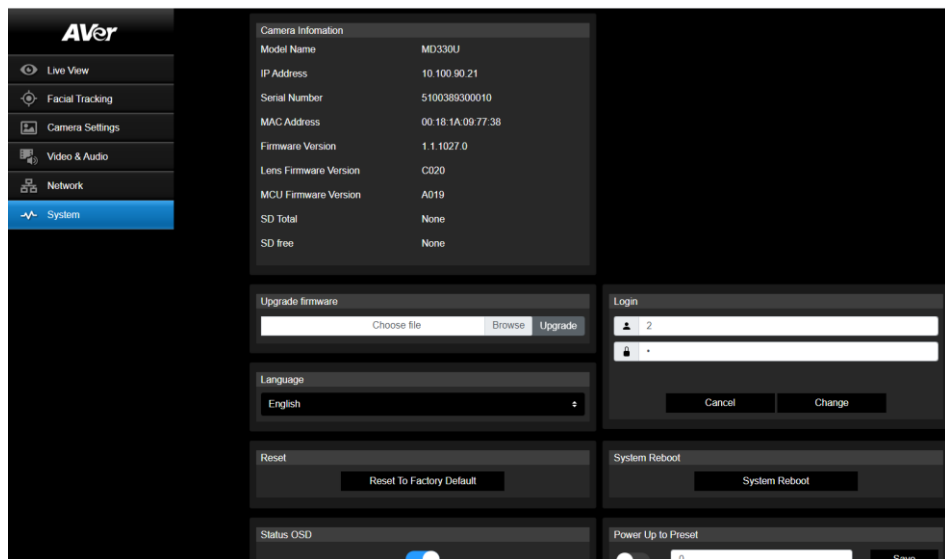 AVer
Live View
Facial Tracking
Camera Settings
Video & Audio
Network
System
Camera Infomation
Model Name MD330U
IP Address 10.100.90.21
Serial Number 5100389300010
MAC Address 00:18:1A:09:77:38
Firmware Version 1.1.1027.0
Lens Firmware Version C020
MCU Firmware Version A019
SD Total None
SD free None
Upgrade firmware
Choose file Browse Upgrade
Login
2
Cancel Change
Language
English
Reset
Reset To Factory Default
System Reboot
System Reboot
Status OSD
Power Up to Preset
0 Save